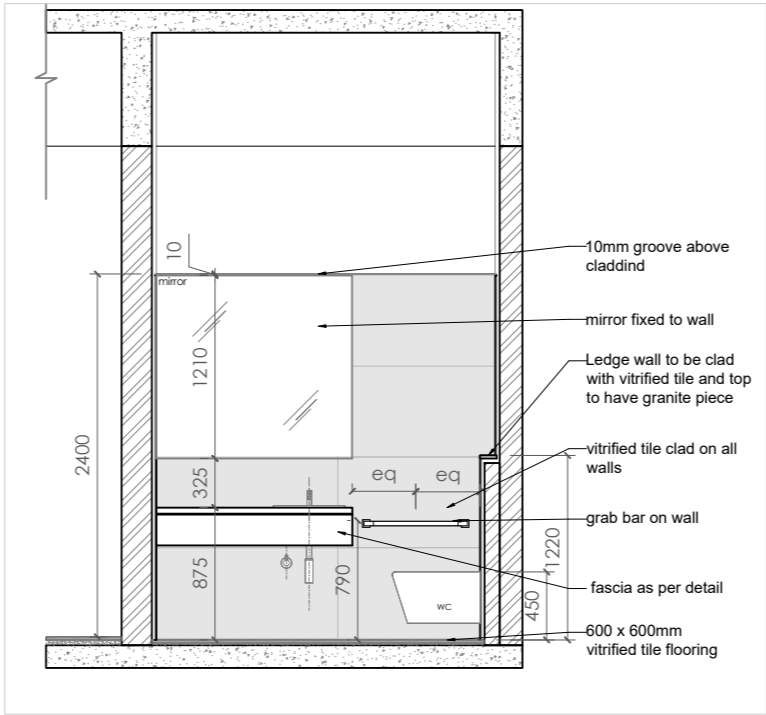 10
10mm groove above
claddind
mirror
mirror fixed to wall
1210
Ledge wall to be clad
with vitrified tile and top
to have granite piece
2400
vitrified tile clad on all
walls
325
eq
eq
grab bar on wall
1220
875
790
fascia as per detail
450
WC
600 x 600mm
vitrified tile flooring